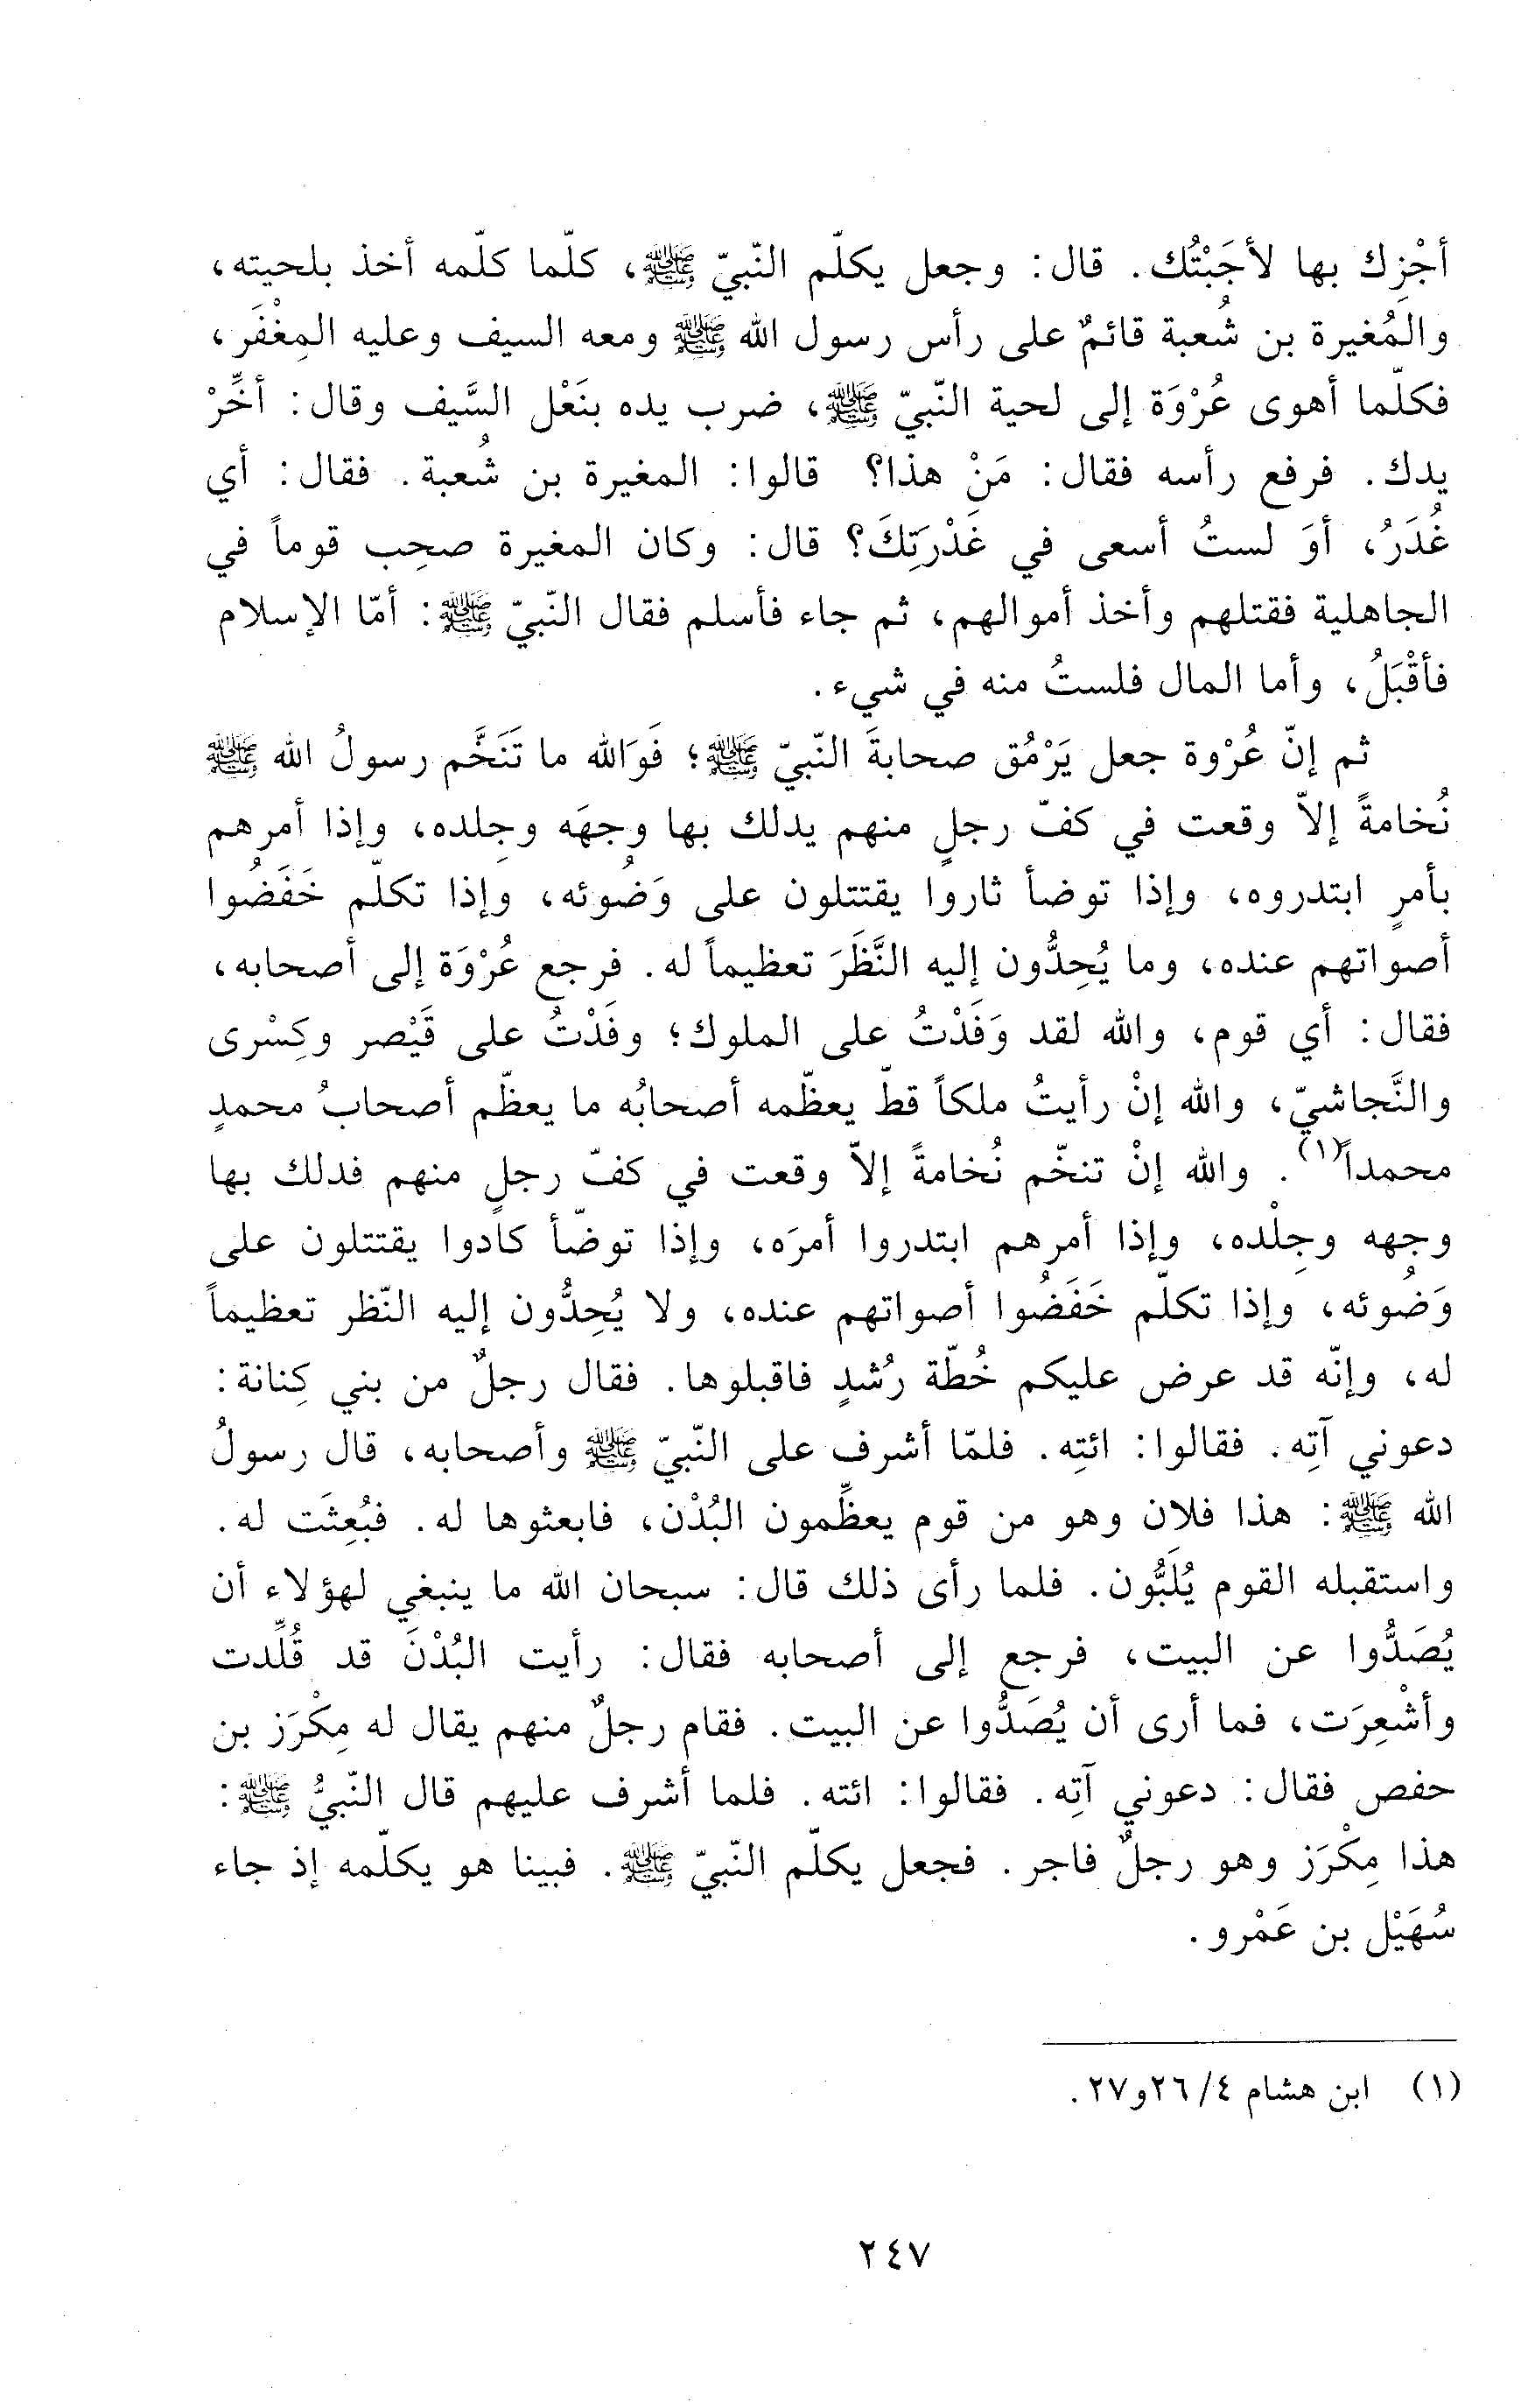 أجْزِك بها لأجَبْتُك. قال: وجعل يكلّم النّبيّ ﷺ، كلّما كلّمه أخذ بلحيته،
والمُغيرة بن شُعبة قائمٌ على رأس رسول الله ﷺ ومعه السيف وعليه المِغْفَر،
فكلّما أهوى عُرْوَة إلى لحية النّبيّ ﷺ، ضرب يده بنَعْل السَّيف وقال: أخِّرْ
يدك. فرفع رأسه فقال: مَنْ هذا؟ قالوا: المغيرة بن شُعبة. فقال: أي
غُدَرُ، أوَ لستُ أسعى في غَدْرَتِكَ؟ قال: وكان المغيرة صحِب قوماً في
الجاهلية فقتلهم وأخذ أموالهم، ثم جاء فأسلم فقال النّبيّ ﷺ: أمّا الإسلام
فأقْبَلُ، وأما المال فلستُ منه في شيء.
ثم إنّ عُرْوة جعل يَرْمُق صحابةَ النّبيّ ﷺ؛ فَوَالله ما تَنَخَّم رسولُ الله ﷺ
نُخامةً إلاّ وقعت في كفّ رجلٍ منهم يدلك بها وجهَه وجِلده، وإذا أمرهم
بأمرٍ ابتدروه، وإذا توضأ ثاروا يقتتلون على وَضُوئه، وإذا تكلّم خَفَضُوا
أصواتهم عنده، وما يُحِدُّون إليه النَّظَرَ تعظيماً له. فرجع عُرْوَة إلى أصحابه،
فقال: أي قوم، والله لقد وَفَدْتُ على الملوك؛ وفَدْتُ على قَيْصر وكِسْرى
والنَّجاشيّ، والله إنْ رأيتُ ملكاً قطّ يعظّمه أصحابُه ما يعظّم أصحابُ محمدٍ
محمداً(١). والله إنْ تنخّم نُخامةً إلاّ وقعت في كفّ رجلٍ منهم فدلك بها
وجهه وجِلْده، وإذا أمرهم ابتدروا أمرَه، وإذا توضّأ كادوا يقتتلون على
وَضُوئه، وإذا تكلّم خَفَضُوا أصواتهم عنده، ولا يُحِدُّون إليه النّظر تعظيماً
له، وإنّه قد عرض عليكم خُطّة رُشدٍ فاقبلوها. فقال رجلٌ من بني كِنانة:
دعوني آتِه. فقالوا: ائتِه. فلمّا أشرف على النّبيّ ﷺ وأصحابه، قال رسولُ
الله ﷺ: هذا فلان وهو من قوم يعظِّمون البُدْن، فابعثوها له. فبُعِثَت له.
واستقبله القوم يُلَبُّون. فلما رأى ذلك قال: سبحان الله ما ينبغي لهؤلاء أن
يُصَدُّوا عن البيت، فرجع إلى أصحابه فقال: رأيت البُدْنَ قد قُلِّدت
وأشْعِرَت، فما أرى أن يُصَدُّوا عن البيت. فقام رجلٌ منهم يقال له مِكْرَز بن
حفص فقال: دعوني آتِه. فقالوا: ائته. فلما أشرف عليهم قال النّبيُّ ﷺ:
هذا مِكْرَز وهو رجلٌ فاجر. فجعل يكلّم النّبيّ ﷺ. فبينا هو يكلّمه إذ جاء
سُهَيْل بن عَمْرو.
(١) ابن هشام ٤/ ٢٦و٢٧.
٢٤٧